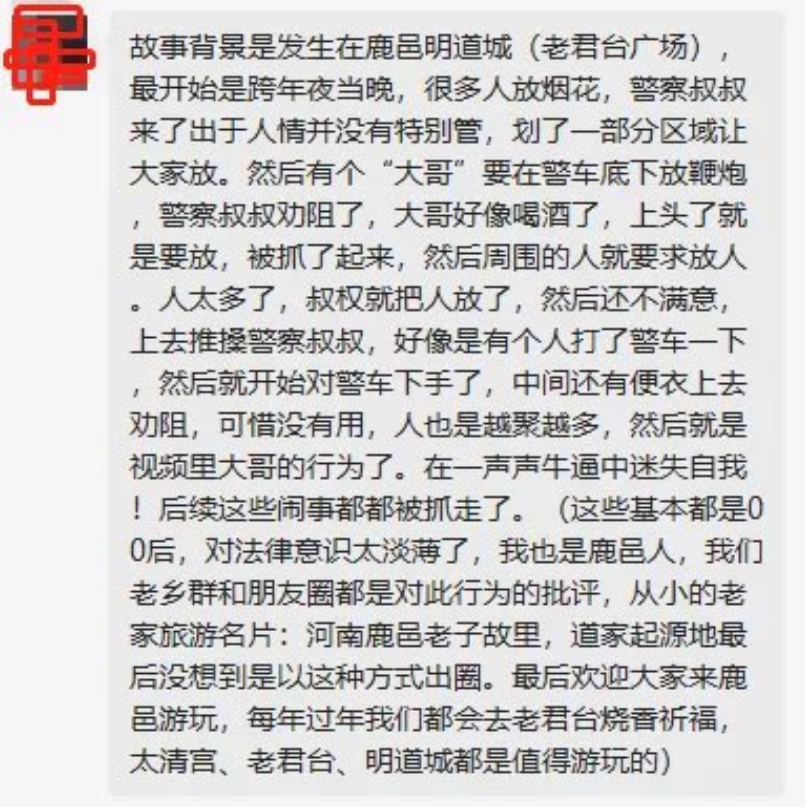 故事背景是发生在鹿邑明道城（老君台广场），
最开始是跨年夜当晚，很多人放烟花，警察叔叔
来了出于人情并没有特别管，划了一部分区域让
大家放。然后有个“大哥”要在警车底下放鞭炮
，警察叔叔劝阻了，大哥好像喝酒了，上头了就
是要放，被抓了起来，然后周围的人就要求放人
。人太多了，叔权就把人放了，然后还不满意，
上去推搡警察叔叔，好像是有个人打了警车一下
，然后就开始对警车下手了，中间还有便衣上去
劝阻，可惜没有用，人也是越聚越多，然后就是
视频里大哥的行为了。在一声声牛逼中迷失自我
！后续这些闹事都都被抓走了。（这些基本都是0
0后，对法律意识太淡薄了，我也是鹿邑人，我们
老乡群和朋友圈都是对此行为的批评，从小的老
家旅游名片：河南鹿邑老子故里，道家起源地最
后没想到是以这种方式出圈。最后欢迎大家来鹿
邑游玩，每年过年我们都会去老君台烧香祈福，
太清宫、老君台、明道城都是值得游玩的）